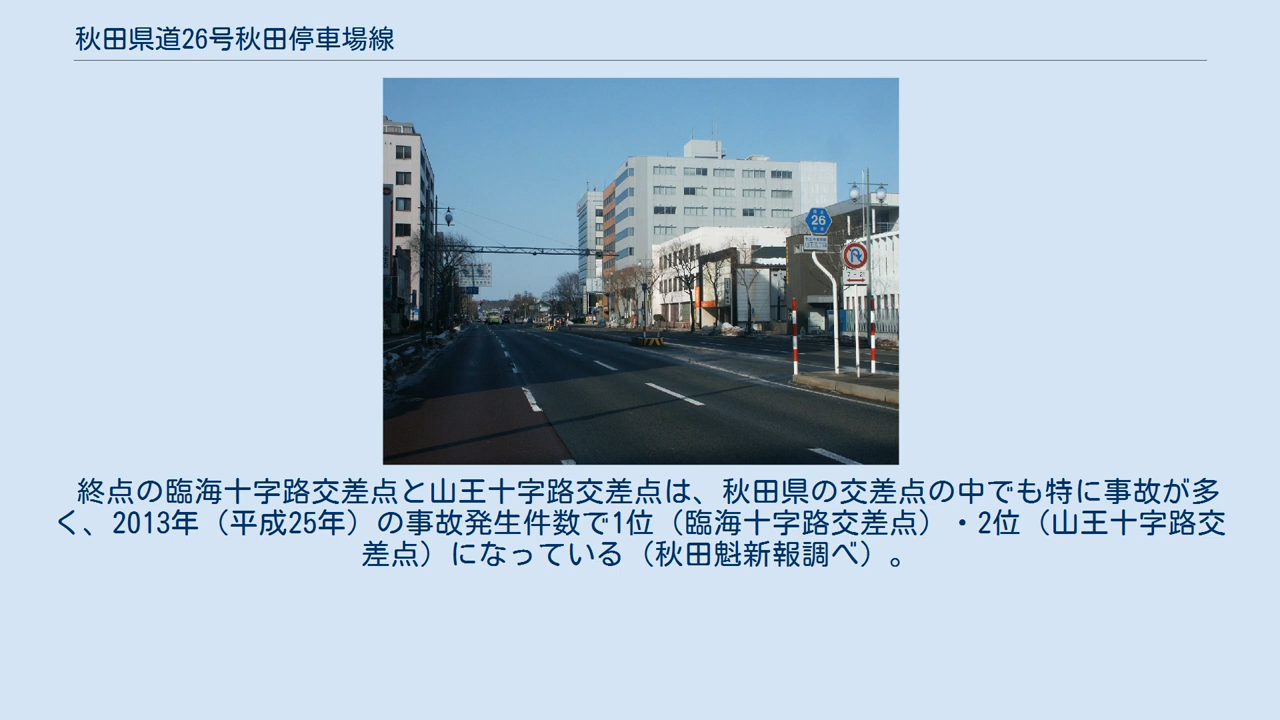 秋田県道26号秋田停車場線
26
終点の臨海十字路交差点と山王十字路交差点は、秋田県の交差点の中でも特に事故が多
く、2013年（平成25年）の事故発生件数で1位（臨海十字路交差点）・2位（山王十字路交
差点）になっている（秋田魁新報調べ）。